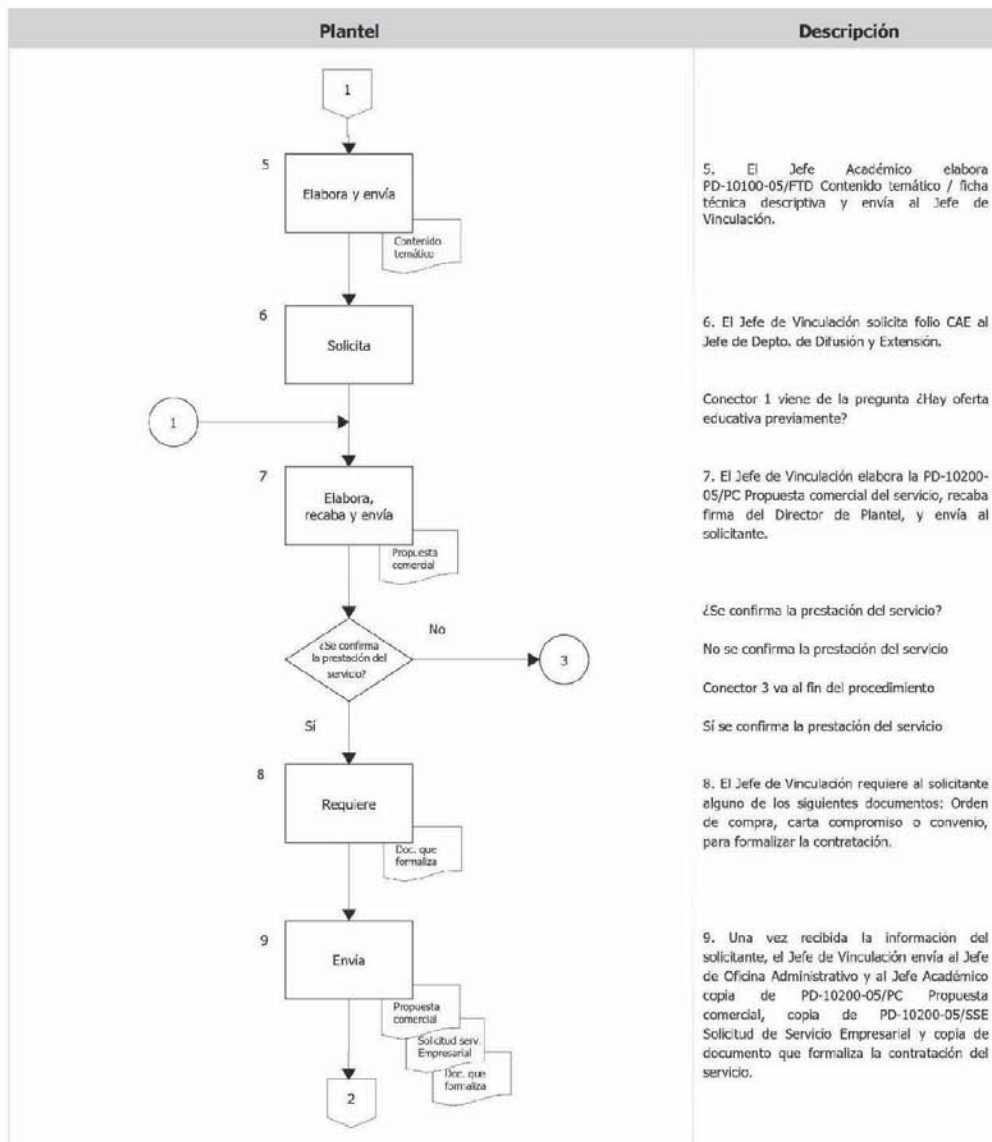 Plantel
Descripción
1
5
Elabora y envía
Contenido
temático
5. El Jefe Académico elabora
PD-10100-05/FTD Contenido temático / ficha
técnica descriptiva y envía al Jefe de
Vinculación.
6
Solicita
6. El Jefe de Vinculación solicita folio CAE al
Jefe de Depto. de Difusión y Extensión.
1
Conector 1 viene de la pregunta ¿Hay oferta
educativa previamente?
7
Elabora,
recaba y envía
Propuesta
comercial
7. El Jefe de Vinculación elabora la PD-10200-
05/PC Propuesta comercial del servicio, recaba
firma del Director de Plantel, y envía al
solicitante.
¿Se confirma
la prestación del
servicio?
No
3
Sí
¿Se confirma la prestación del servicio?
No se confirma la prestación del servicio
Conector 3 va al fin del procedimiento
Sí se confirma la prestación del servicio
8
Requiere
Doc. que
formaliza
8. El Jefe de Vinculación requiere al solicitante
alguno de los siguientes documentos: Orden
de compra, carta compromiso o convenio,
para formalizar la contratación.
9
Envía
Propuesta
comercial
Solicitud serv.
Empresarial
Doc. que
formaliza
2
9. Una vez recibida la información del
solicitante, el Jefe de Vinculación envía al Jefe
de Oficina Administrativo y al Jefe Académico
copia de PD-10200-05/PC Propuesta
comercial, copia de PD-10200-05/SSE
Solicitud de Servicio Empresarial y copia de
documento que formaliza la contratación del
servicio.